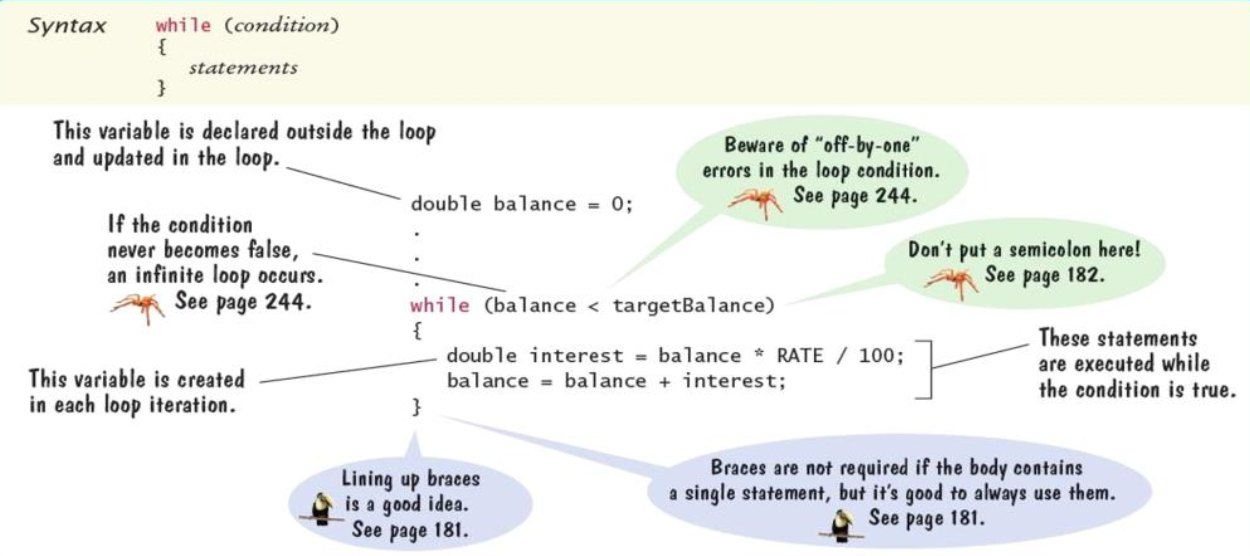 Syntax while (condition)
{
statements
}
This variable is declared outside the loop
and updated in the loop.
Beware of “off-by-one”
errors in the loop condition.
See page 244.
double balance = 0;
.
.
.
If the condition
never becomes false,
an infinite loop occurs.
See page 244.
Don't put a semicolon here!
See page 182.
while (balance < targetBalance)
{
double interest = balance * RATE / 100;
balance = balance + interest;
}
These statements
are executed while
the condition is true.
This variable is created
in each loop iteration.
Lining up braces
is a good idea.
See page 181.
Braces are not required if the body contains
a single statement, but it's good to always use them.
See page 181.